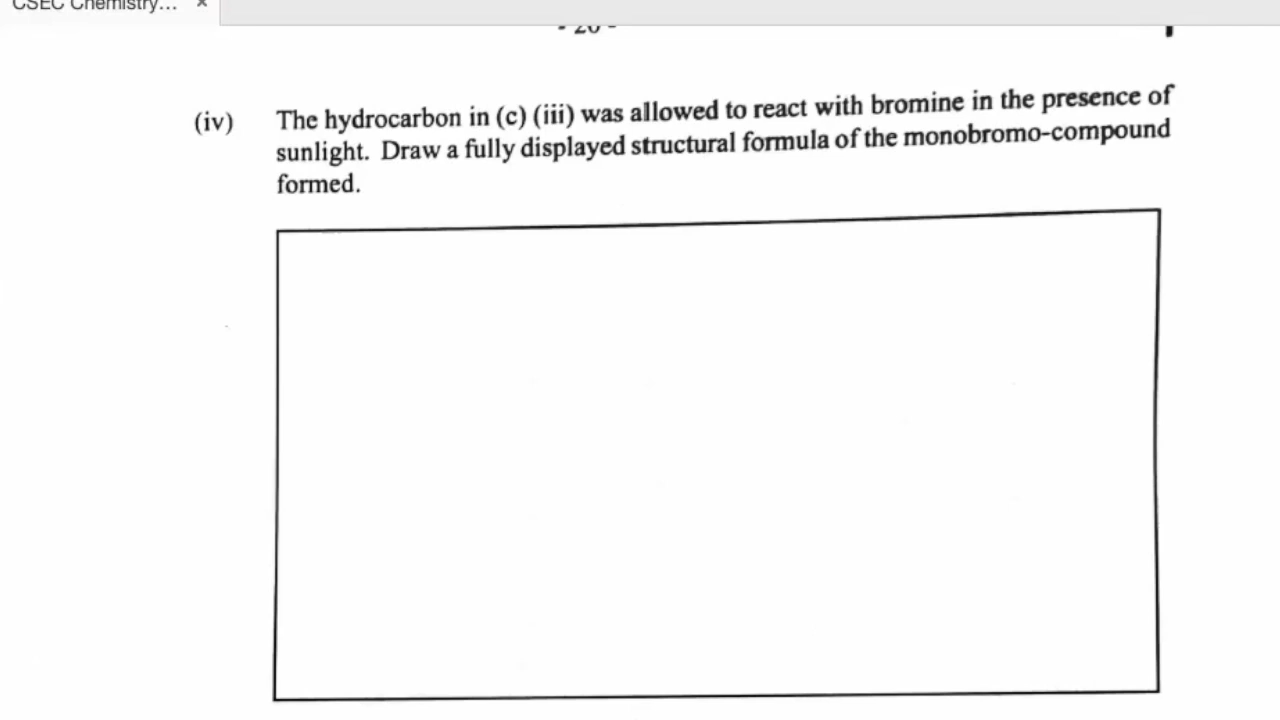 CSEC Chemistry... ×
- 20 -
(iv) The hydrocarbon in (c) (iii) was allowed to react with bromine in the presence of
sunlight. Draw a fully displayed structural formula of the monobromo-compound
formed.